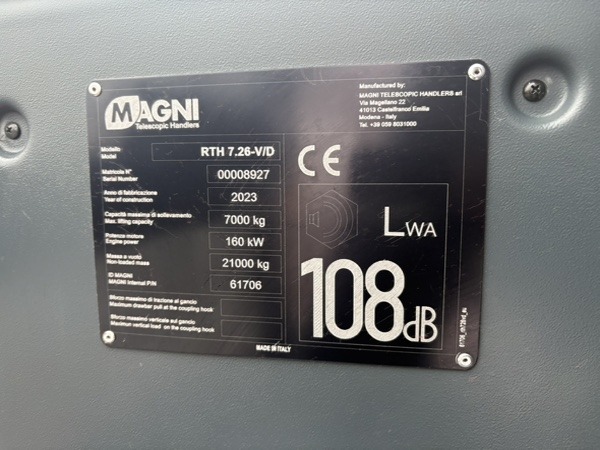 MAGNI
Telescopic Handlers
Manufactured by:
MAGNI TELESCOPIC HANDLERS srl
Via Magellano 22
41013 Castelfranco Emilia
Modena - Italy
Tel. +39 059 8031000
Modello
Model
RTH 7.26-V/D
Matricola N°
Serial Number
00008927
Anno di fabbricazione
Year of construction
2023
Capacità massima di sollevamento
Max. lifting capacity
7000 kg
Potenza motore
Engine power
160 kW
Massa a vuoto
Non-loaded mass
21000 kg
ID MAGNI
MAGNI Internal P/N
61706
Sforzo massimo di trazione al gancio
Maximum drawbar pull at the coupling hook
Sforzo massimo verticale sul gancio
Maximun vertical load on the coupling hook
CE
LWA
108dB
MADE IN ITALY